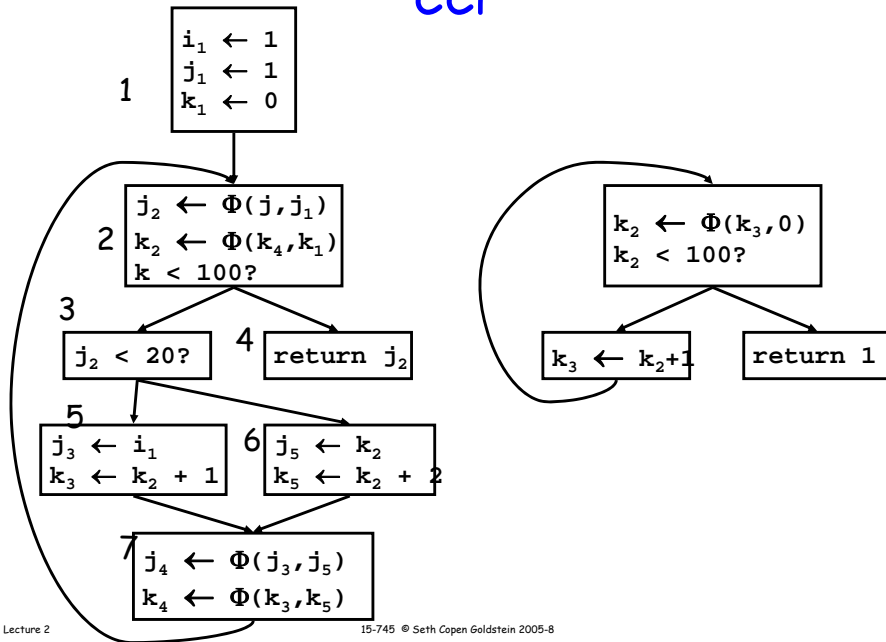 CCP
1
i₁ ← 1
j₁ ← 1
k₁ ← 0
2
j₂ ← Φ(j,j₁)
k₂ ← Φ(k₄,k₁)
k < 100?
3
j₂ < 20?
4
return j₂
5
j₃ ← i₁
k₃ ← k₂ + 1
6
j₅ ← k₂
k₅ ← k₂ + 2
7
j₄ ← Φ(j₃,j₅)
k₄ ← Φ(k₃,k₅)
k₂ ← Φ(k₃,0)
k₂ < 100?
k₃ ← k₂+1
return 1
Lecture 2
15-745 © Seth Copen Goldstein 2005-8